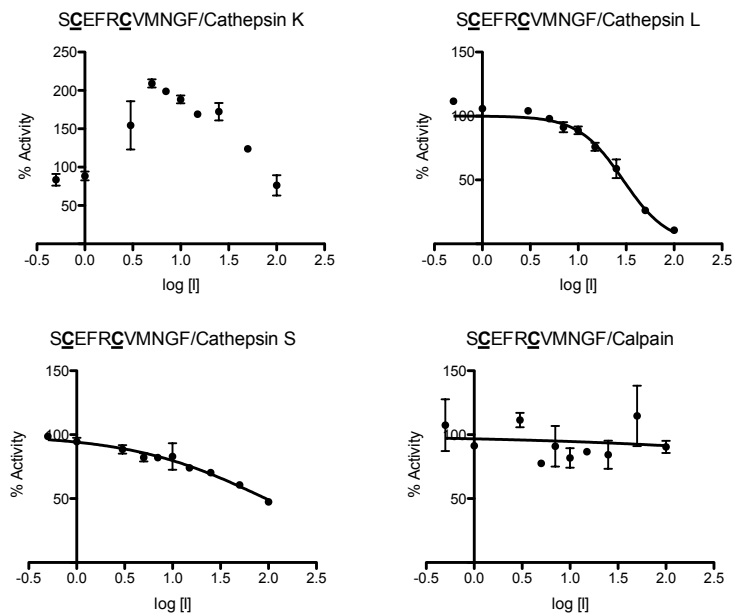 SCEFRCVMNGF/Cathepsin K
250
200
150
100
50
% Activity
-0.5 0.0 0.5 1.0 1.5 2.0 2.5
log [I]
SCEFRCVMNGF/Cathepsin L
150
100
50
% Activity
-0.5 0.0 0.5 1.0 1.5 2.0 2.5
log [I]
SCEFRCVMNGF/Cathepsin S
150
100
50
% Activity
-0.5 0.0 0.5 1.0 1.5 2.0 2.5
log [I]
SCEFRCVMNGF/Calpain
150
100
50
% Activity
-0.5 0.0 0.5 1.0 1.5 2.0 2.5
log [I]